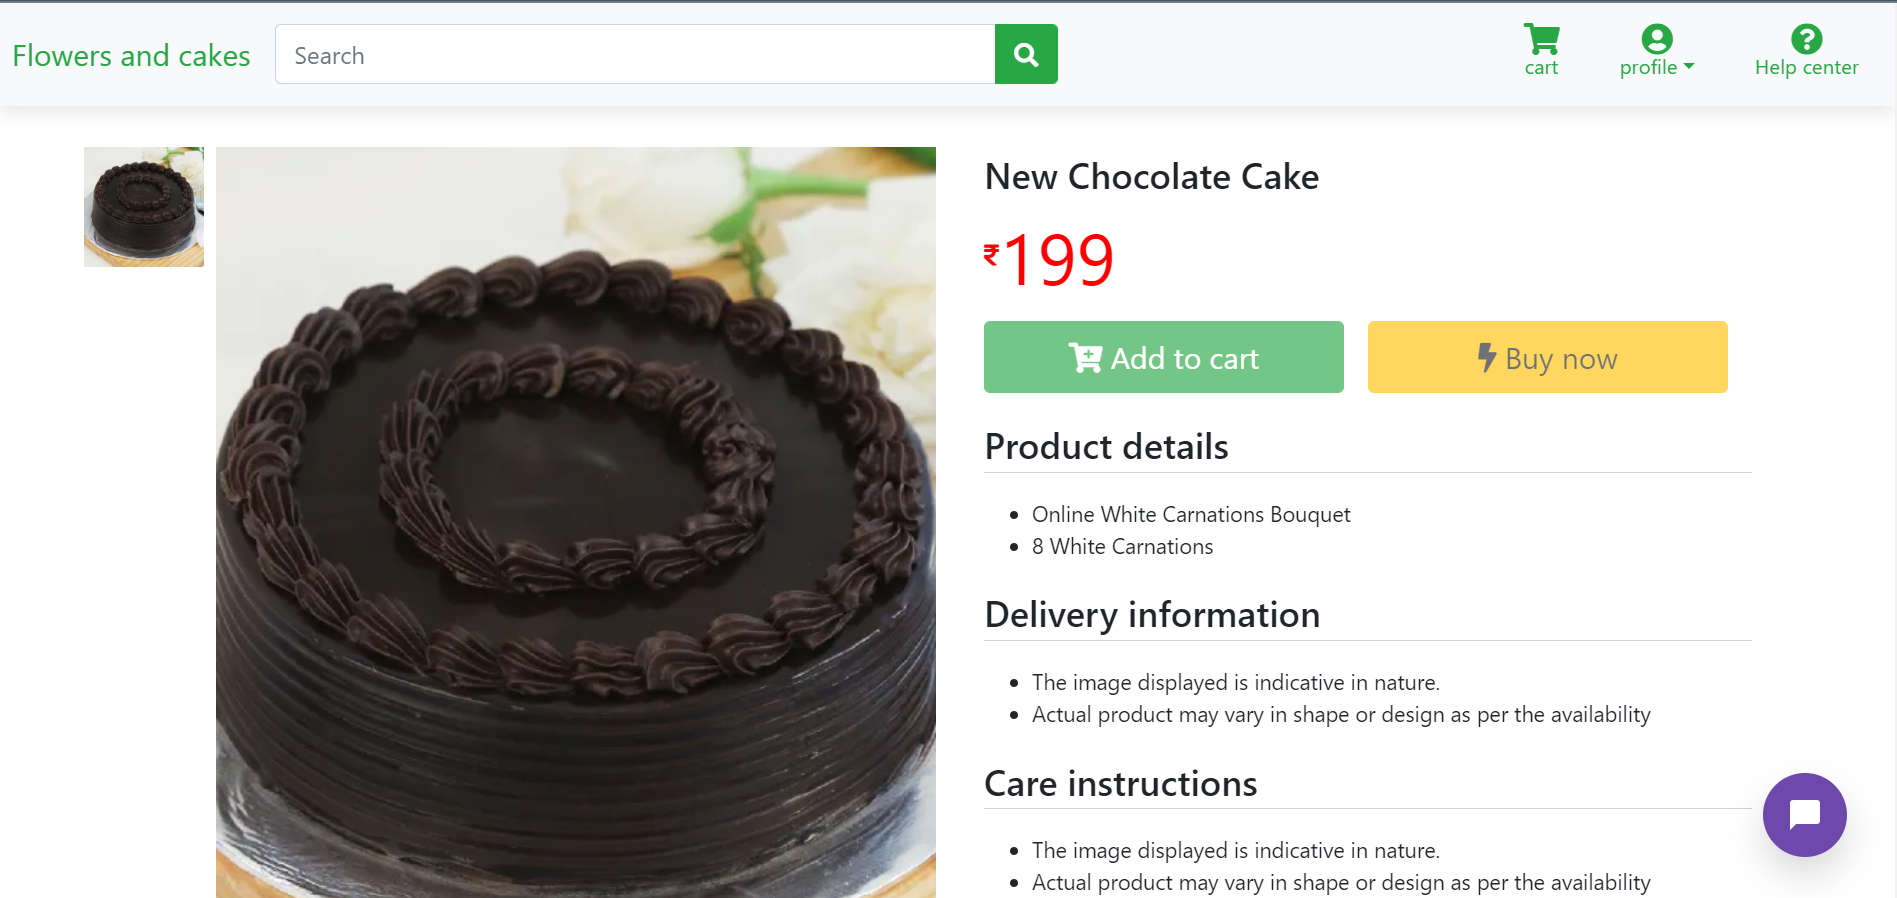 Flowers and cakes
Search
cart
profile
Help center
New Chocolate Cake
₹199
Add to cart
Buy now
Product details
Online White Carnations Bouquet
8 White Carnations
Delivery information
The image displayed is indicative in nature.
Actual product may vary in shape or design as per the availability
Care instructions
The image displayed is indicative in nature.
Actual product may vary in shape or design as per the availability